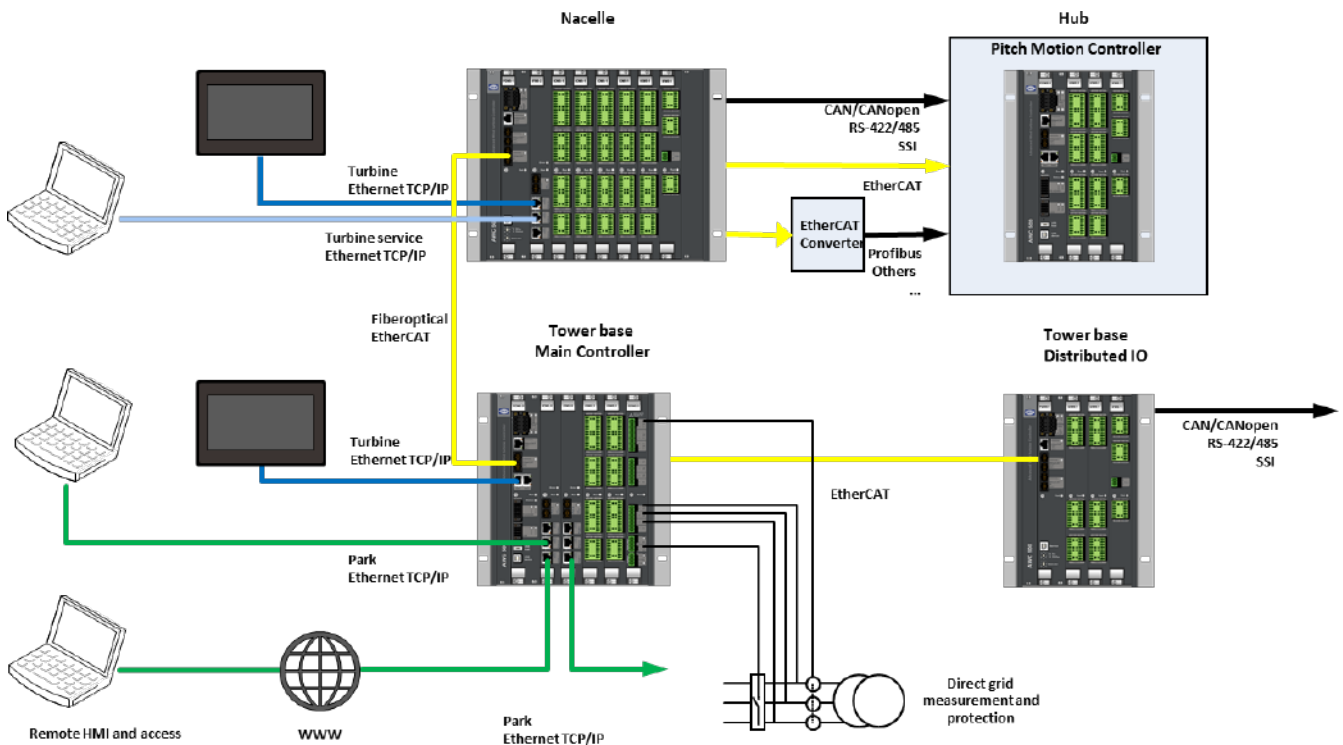 Nacelle
Hub
Pitch Motion Controller
CAN/CANopen
RS-422/485
SSI
Turbine
Ethernet TCP/IP
EtherCAT
Turbine service
Ethernet TCP/IP
EtherCAT
Converter
Profibus
Others
...
Fiberoptical
EtherCAT
Tower base
Main Controller
Tower base
Distributed IO
CAN/CANopen
RS-422/485
SSI
Turbine
Ethernet TCP/IP
EtherCAT
Park
Ethernet TCP/IP
Direct grid
measurement and
protection
Remote HMI and access
WWW
Park
Ethernet TCP/IP